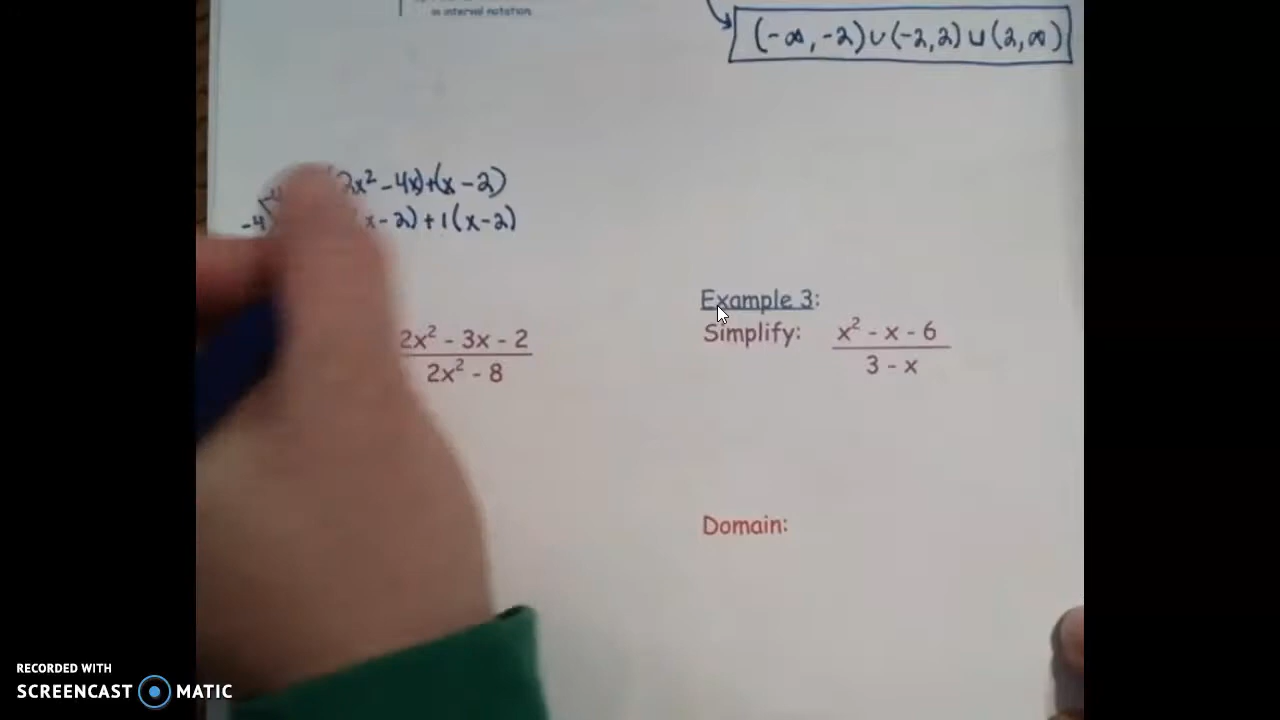 in interval notation.
(-∞, -2) ∪ (-2, 2) ∪ (2, ∞)
2x² - 4x) + (x - 2)
-4
x - 2) + 1(x - 2)
2x² - 3x - 2
2x² - 8
Example 3:
Simplify:
x² - x - 6
3 - x
Domain:
RECORDED WITH
SCREENCAST MATIC